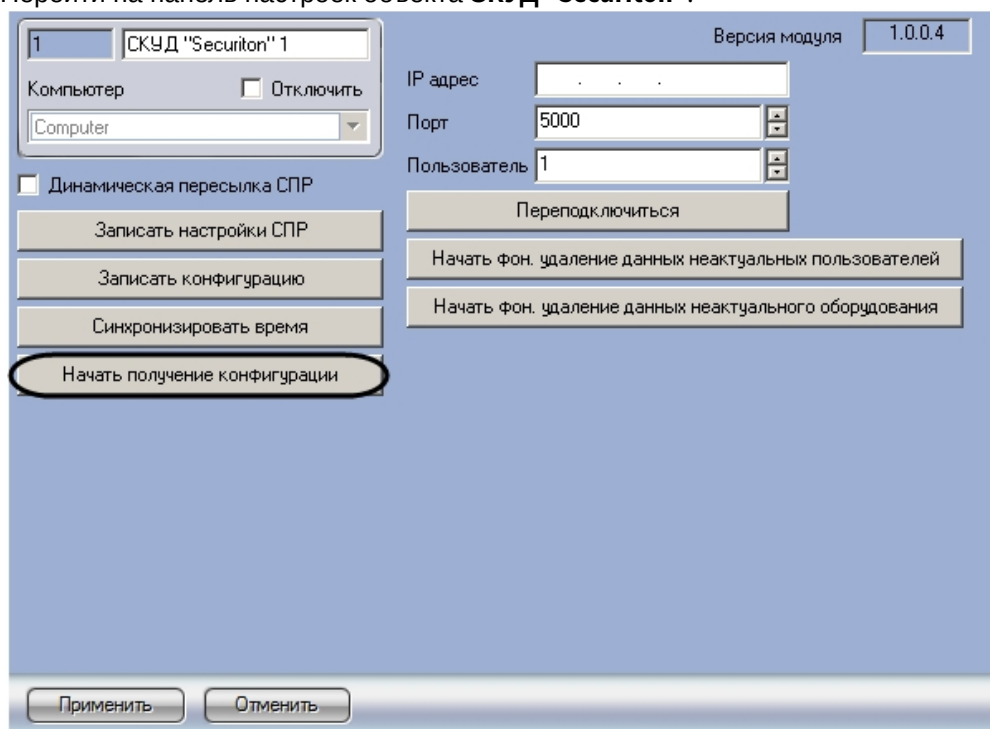 Перейти на панель настроек объекта СКУД "Securiton".
1
СКУД "Securiton" 1
Компьютер
Отключить
Computer
Динамическая пересылка СПР
Записать настройки СПР
Записать конфигурацию
Синхронизировать время
Начать получение конфигурации
Версия модуля 1.0.0.4
IP адрес . . .
Порт 5000
Пользователь 1
Переподключиться
Начать фон. удаление данных неактуальных пользователей
Начать фон. удаление данных неактуального оборудования
Применить
Отменить